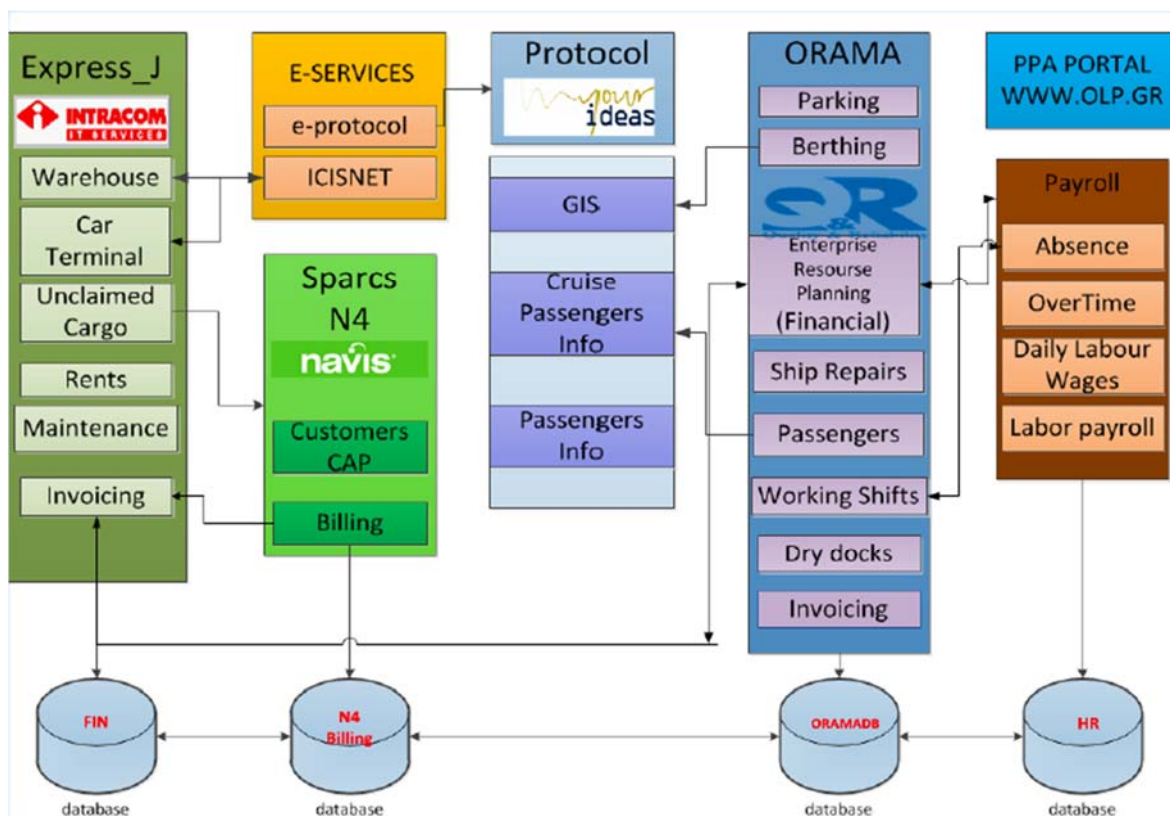 Express_J
INTRACOM
IT SERVICES
Warehouse
Car
Terminal
Unclaimed
Cargo
Rents
Maintenance
Invoicing
E-SERVICES
e-protocol
ICISNET
Sparcs
N4
navis
Customers
CAP
Billing
Protocol
your
ideas
GIS
Cruise
Passengers
Info
Passengers
Info
ORAMA
Parking
Berthing
Q&R
Enterprise
Resourse
Planning
(Financial)
Ship Repairs
Passengers
Working Shifts
Dry docks
Invoicing
PPA PORTAL
WWW.OLP.GR
Payroll
Absence
OverTime
Daily Labour
Wages
Labor payroll
FIN
database
N4
Billing
database
ORAMADB
database
HR
database